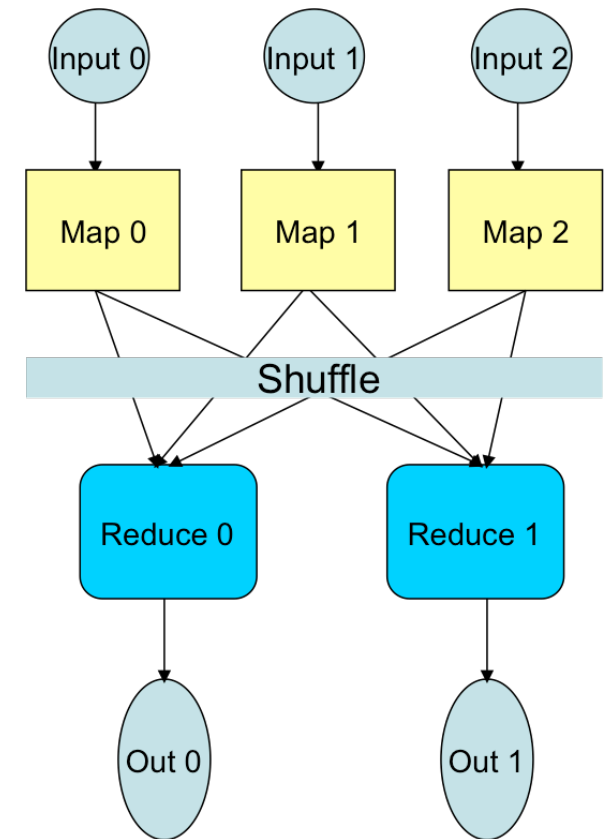 Input 0
Input 1
Input 2
Map 0
Map 1
Map 2
Shuffle
Reduce 0
Reduce 1
Out 0
Out 1